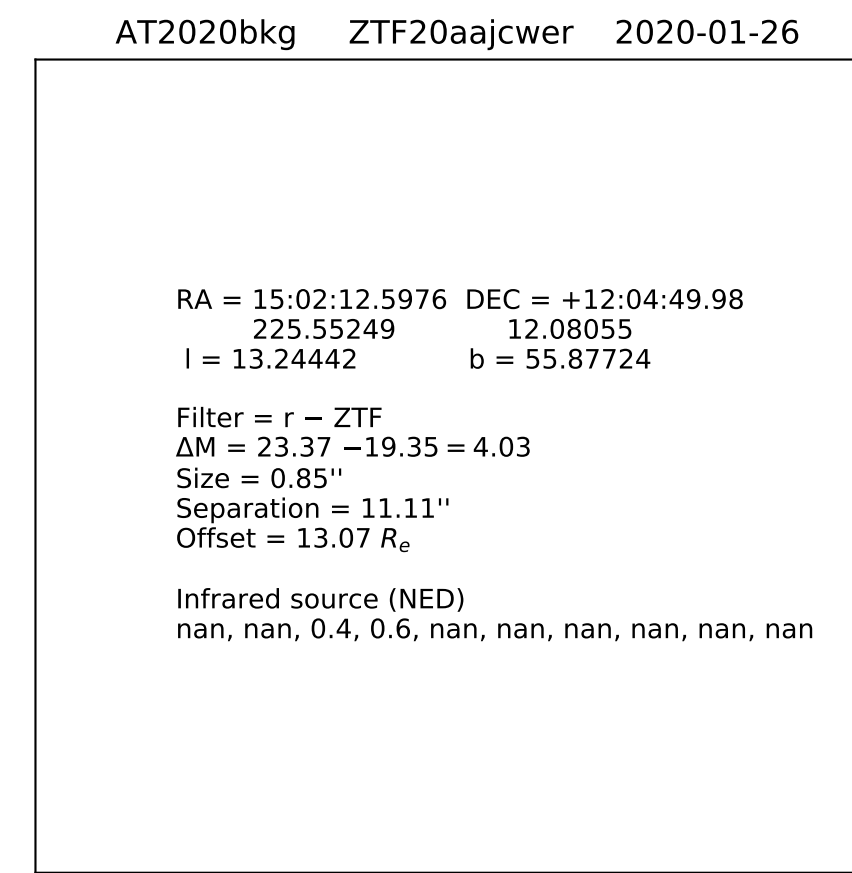 AT2020bkg ZTF20aajcwer 2020-01-26
RA = 15:02:12.5976 DEC = +12:04:49.98
225.55249 12.08055
l = 13.24442 b = 55.87724
Filter = r − ZTF
ΔM = 23.37 −19.35 = 4.03
Size = 0.85''
Separation = 11.11''
Offset = 13.07 Re
Infrared source (NED)
nan, nan, 0.4, 0.6, nan, nan, nan, nan, nan, nan